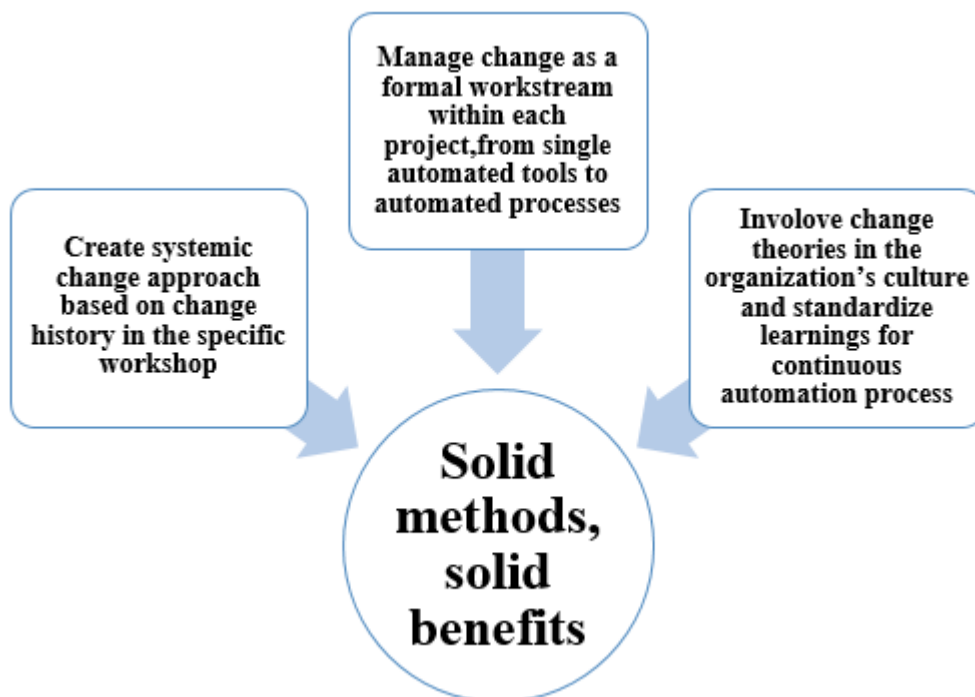 Manage change as a
formal workstream
within each
project,from single
automated tools to
automated processes
Create systemic
change approach
based on change
history in the specific
workshop
Involove change
theories in the
organization’s culture
and standardize
learnings for
continuous
automation process
Solid
methods,
solid
benefits